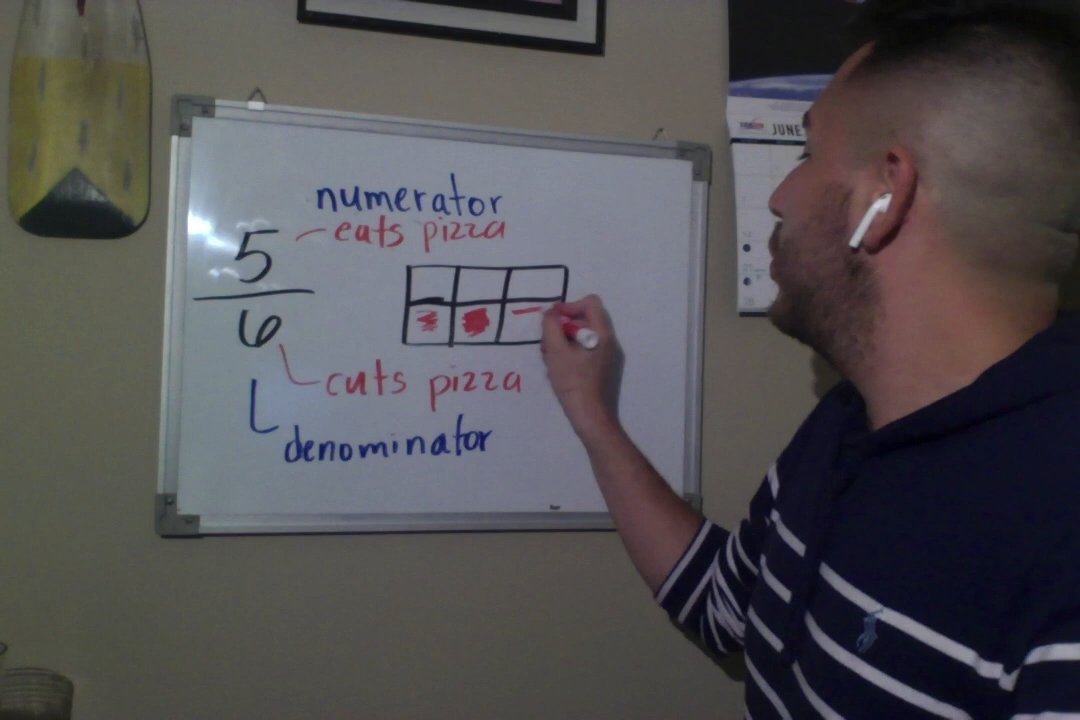 numerator
5 eats pizza
6
cuts pizza
denominator
JUNE